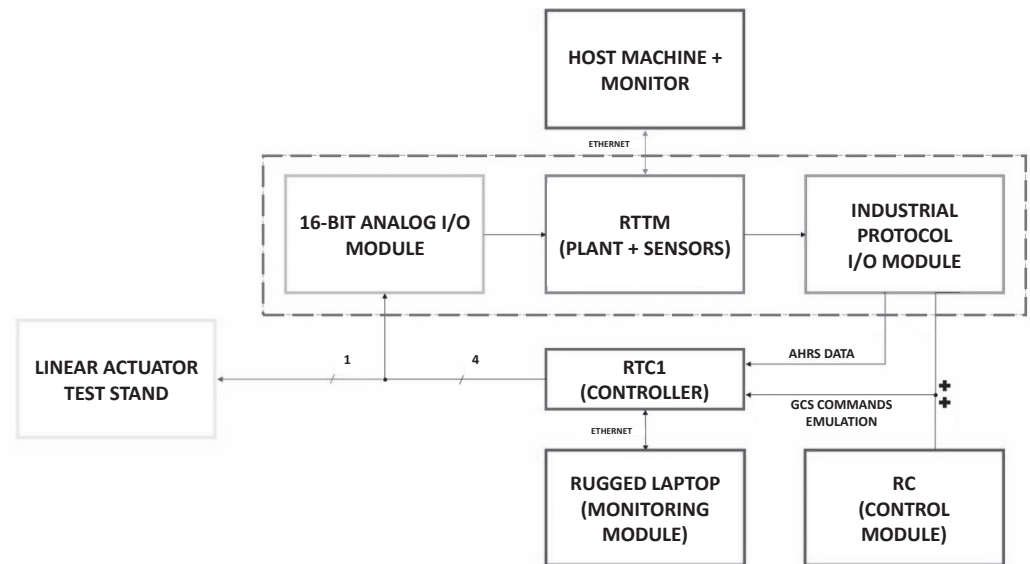 HOST MACHINE +
MONITOR
ETHERNET
16-BIT ANALOG I/O
MODULE
RTTM
(PLANT + SENSORS)
INDUSTRIAL
PROTOCOL
I/O MODULE
LINEAR ACTUATOR
TEST STAND
1
4
RTC1
(CONTROLLER)
AHRS DATA
GCS COMMANDS
EMULATION
ETHERNET
RUGGED LAPTOP
(MONITORING
MODULE)
RC
(CONTROL
MODULE)